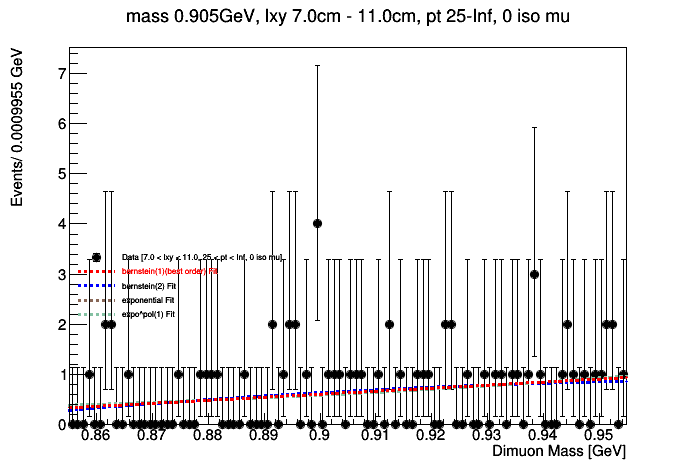 mass 0.905GeV, lxy 7.0cm - 11.0cm, pt 25-Inf, 0 iso mu
Events/ 0.0009955 GeV
7
6
5
4
3
2
1
0
Data [7.0 < lxy < 11.0, 25 < pt < Inf, 0 iso mu]
bernstein(1)(best order) Fit
bernstein(2) Fit
exponential Fit
expo*pol(1) Fit
0.86 0.87 0.88 0.89 0.9 0.91 0.92 0.93 0.94 0.95
Dimuon Mass [GeV]